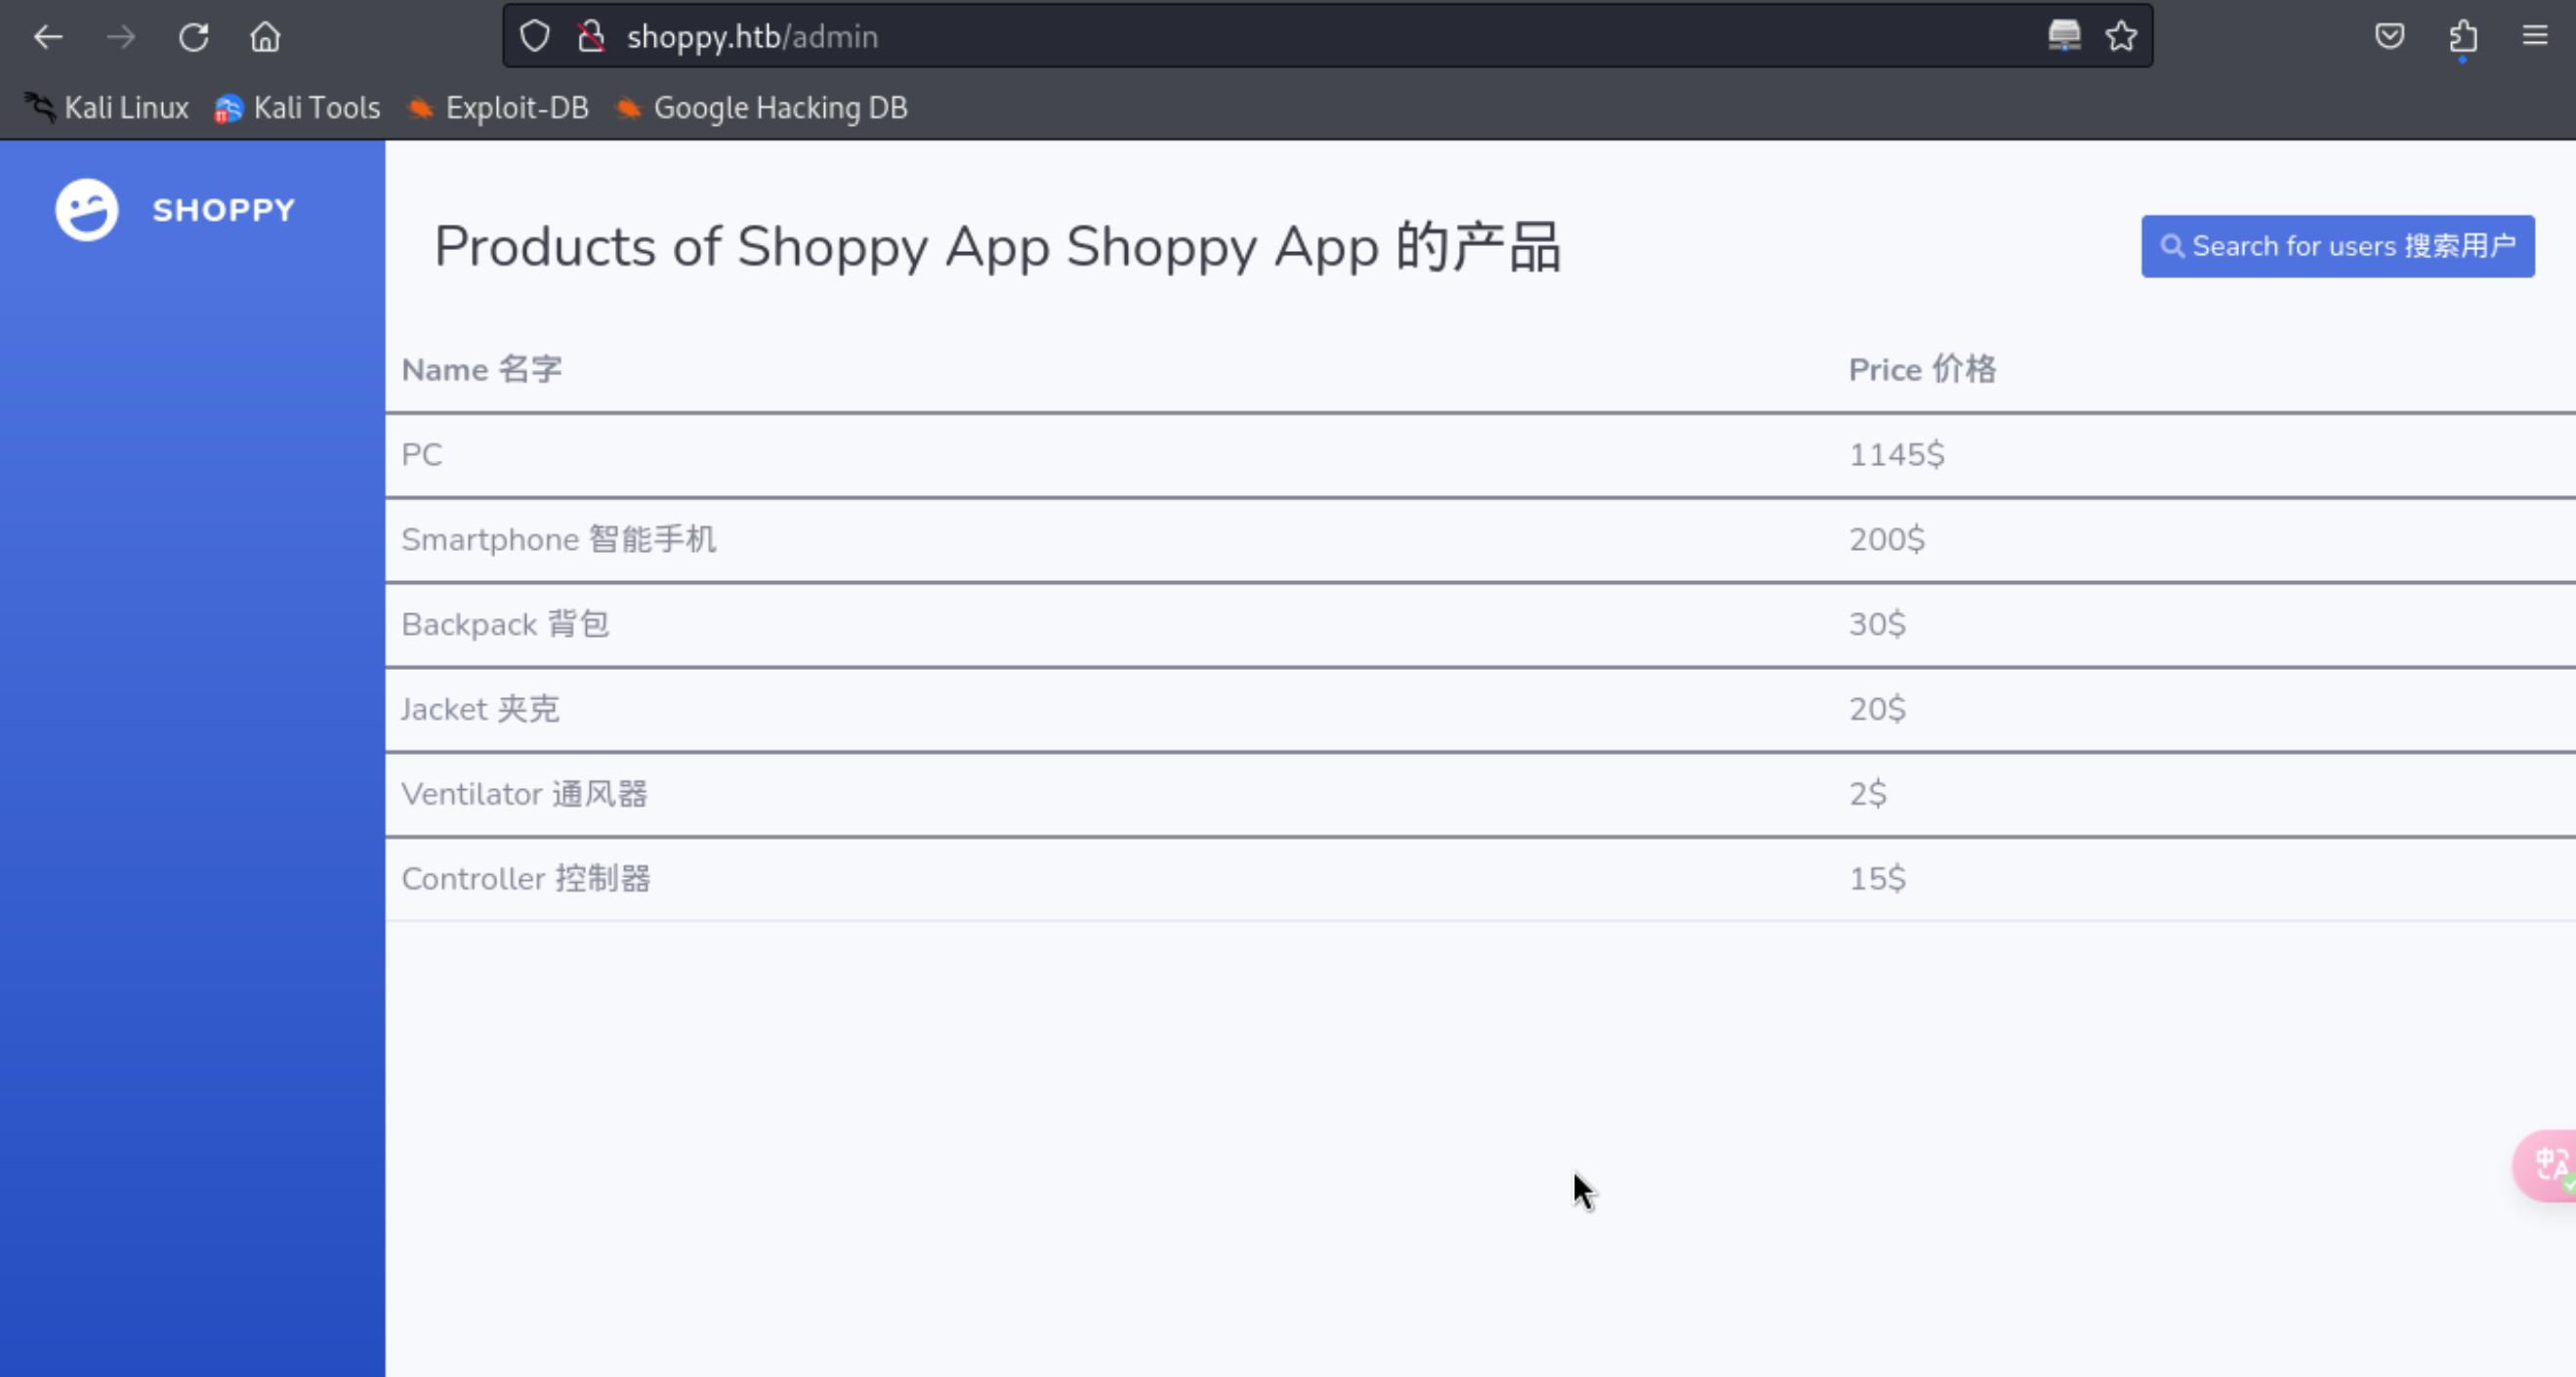 shoppy.htb/admin
Kali Linux Kali Tools Exploit-DB Google Hacking DB
SHOPPY
Products of Shoppy App Shoppy App 的产品
Search for users 搜索用户
Name 名字 Price 价格
PC 1145$
Smartphone 智能手机 200$
Backpack 背包 30$
Jacket 夹克 20$
Ventilator 通风器 2$
Controller 控制器 15$
中A